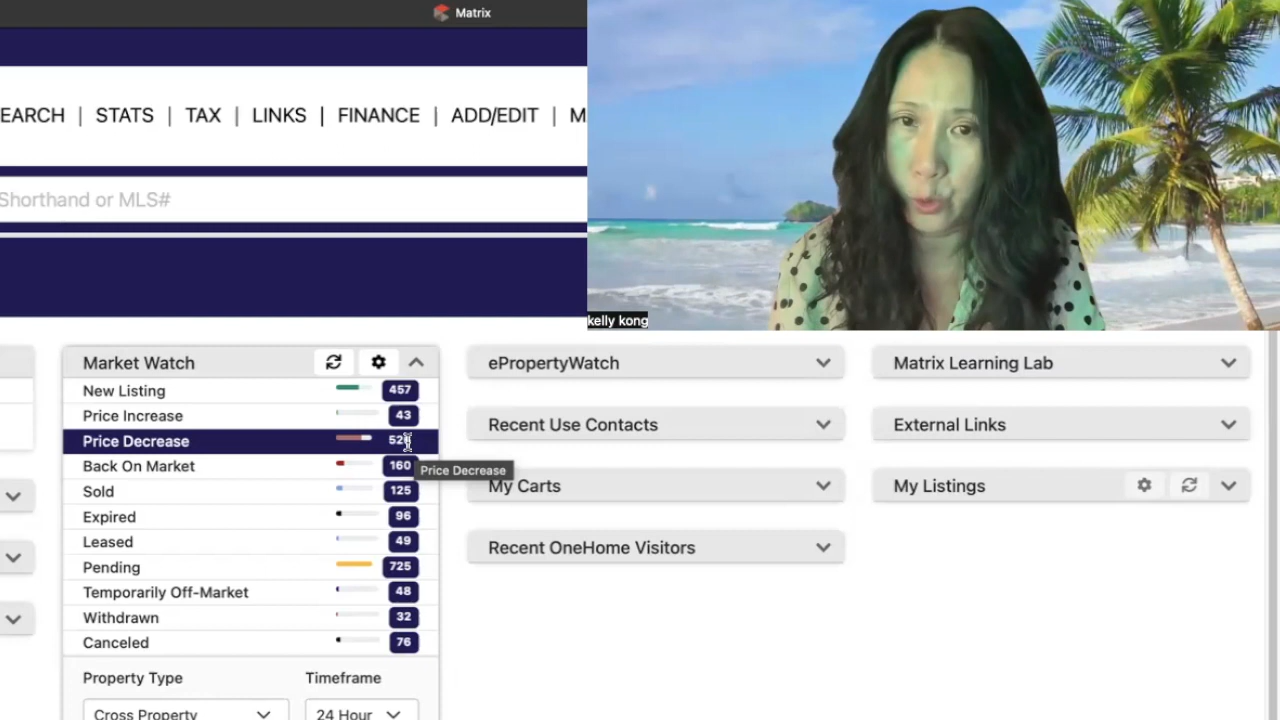 Matrix
EARCH | STATS | TAX | LINKS | FINANCE | ADD/EDIT | M
Shorthand or MLS#
kelly kong
Market Watch
New Listing 457
Price Increase 43
Price Decrease
Back On Market 160
Sold 125
Expired 96
Leased 49
Pending 725
Temporarily Off-Market 48
Withdrawn 32
Canceled 76
Property Type Timeframe
Cross Property 24 Hour
Price Decrease
ePropertyWatch
Recent Use Contacts
My Carts
Recent OneHome Visitors
Matrix Learning Lab
External Links
My Listings